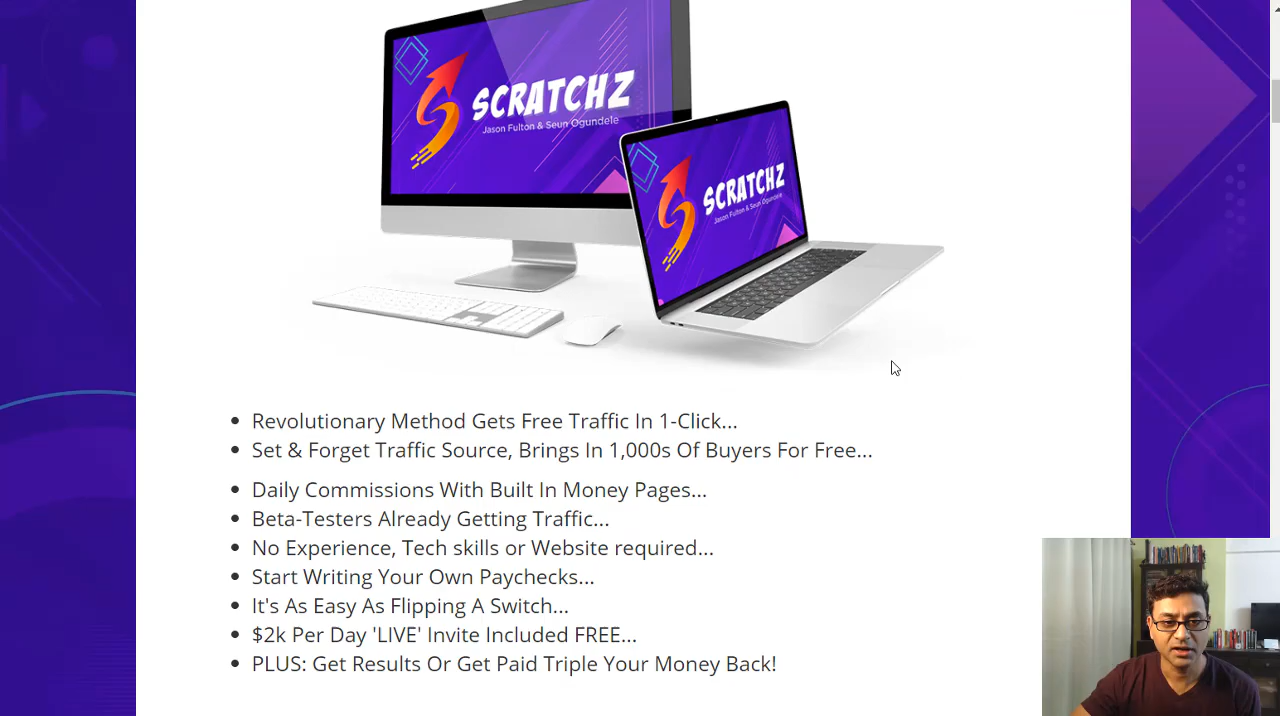 SCRATCHZ
Jason Fulton & Seun Ogundele
SCRATCHZ
Jason Fulton & Seun Ogundele
Revolutionary Method Gets Free Traffic In 1-Click...
Set & Forget Traffic Source, Brings In 1,000s Of Buyers For Free...
Daily Commissions With Built In Money Pages...
Beta-Testers Already Getting Traffic...
No Experience, Tech skills or Website required...
Start Writing Your Own Paychecks...
It's As Easy As Flipping A Switch...
$2k Per Day 'LIVE' Invite Included FREE...
PLUS: Get Results Or Get Paid Triple Your Money Back!